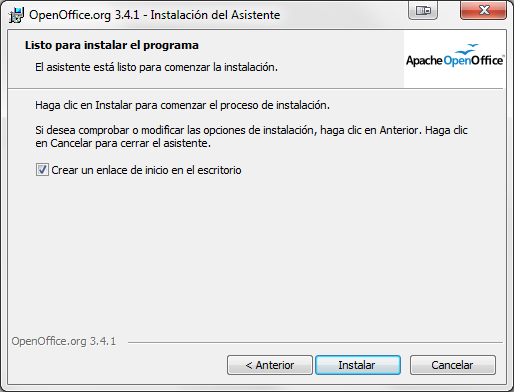 OpenOffice.org 3.4.1 - Instalación del Asistente
Listo para instalar el programa
El asistente está listo para comenzar la instalación.
Apache OpenOffice™
Haga clic en Instalar para comenzar el proceso de instalación.
Si desea comprobar o modificar las opciones de instalación, haga clic en Anterior. Haga clic
en Cancelar para cerrar el asistente.
Crear un enlace de inicio en el escritorio
OpenOffice.org 3.4.1
< Anterior
Instalar
Cancelar